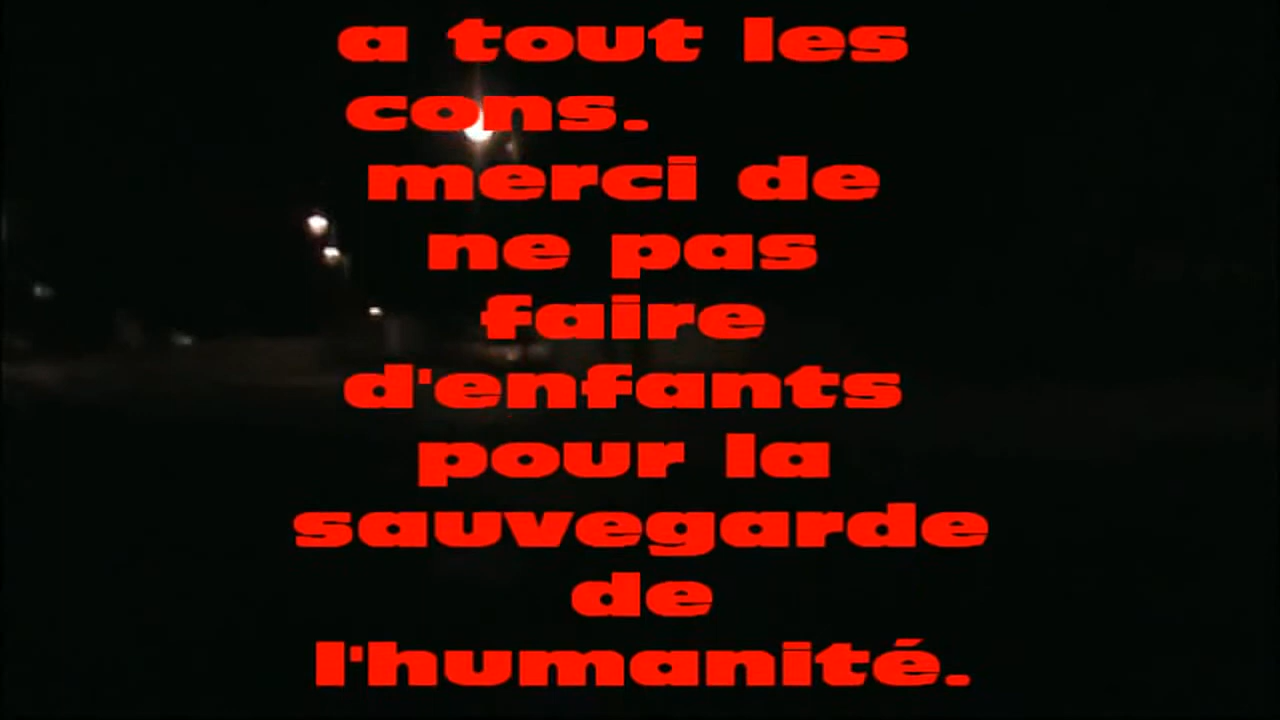 a tout les
cons.
merci de
ne pas
faire
d'enfants
pour la
sauvegarde
de
l'humanité.